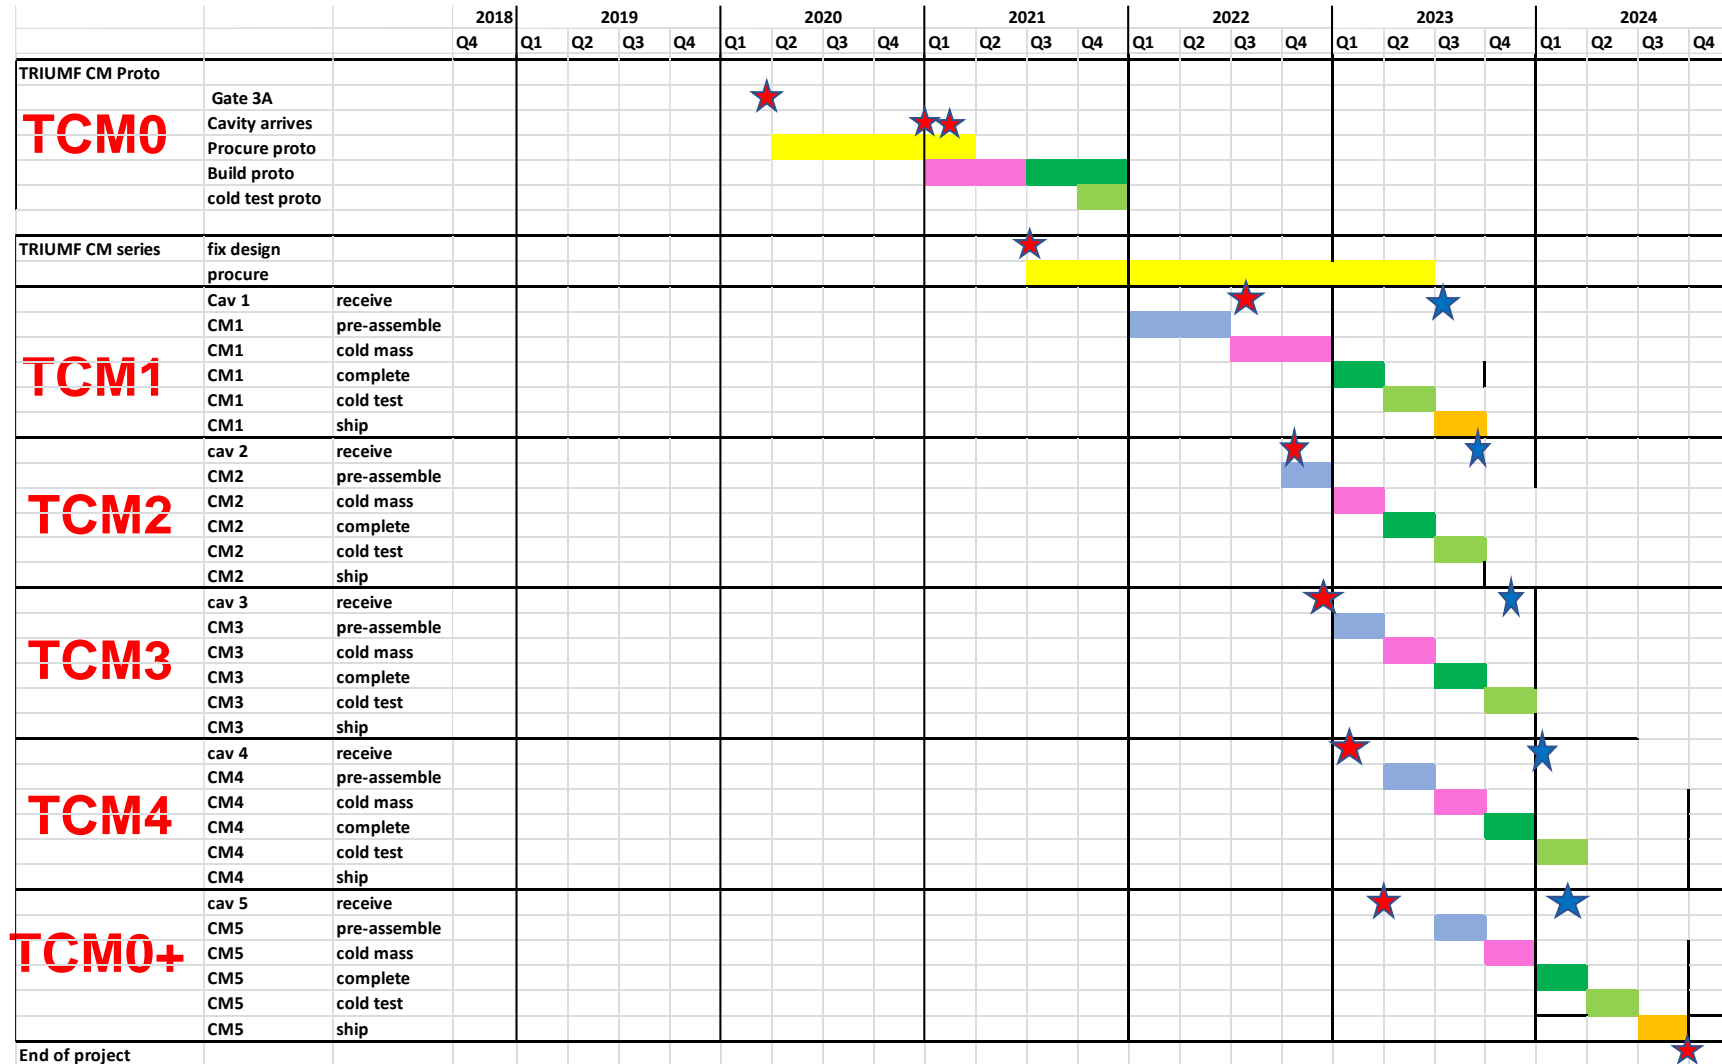 2018 2019 2020 2021 2022 2023 2024
Q4 Q1 Q2 Q3 Q4 Q1 Q2 Q3 Q4 Q1 Q2 Q3 Q4 Q1 Q2 Q3 Q4 Q1 Q2 Q3 Q4 Q1 Q2 Q3 Q4
TRIUMF CM Proto
Gate 3A
TCM0
Cavity arrives
Procure proto
Build proto
cold test proto
TRIUMF CM series fix design
procure
Cav 1 receive
CM1 pre-assemble
CM1 cold mass
TCM1
CM1 complete
CM1 cold test
CM1 ship
cav 2 receive
CM2 pre-assemble
CM2 cold mass
TCM2
CM2 complete
CM2 cold test
CM2 ship
cav 3 receive
CM3 pre-assemble
CM3 cold mass
TCM3
CM3 complete
CM3 cold test
CM3 ship
cav 4 receive
CM4 pre-assemble
CM4 cold mass
TCM4
CM4 complete
CM4 cold test
CM4 ship
cav 5 receive
CM5 pre-assemble
CM5 cold mass
TCM0+
CM5 complete
CM5 cold test
CM5 ship
End of project